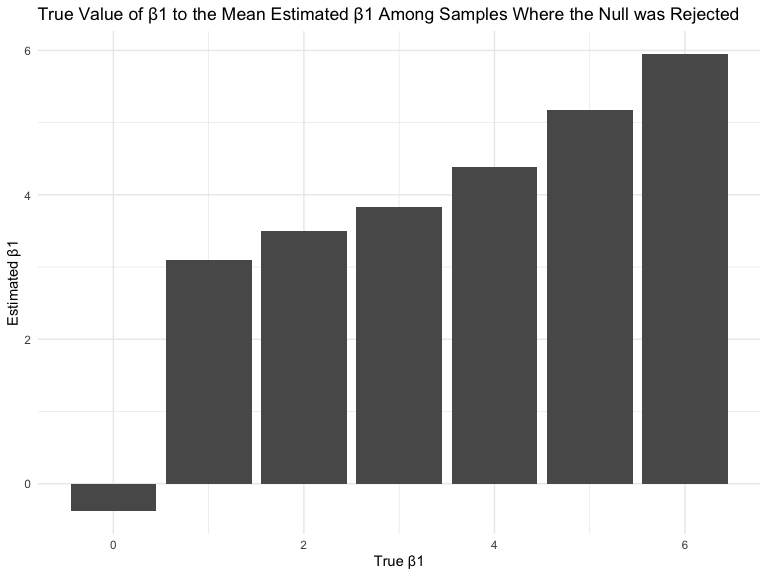 True Value of β1 to the Mean Estimated β1 Among Samples Where the Null was Rejected
6
4
2
0
Estimated β1
0 2 4 6
True β1